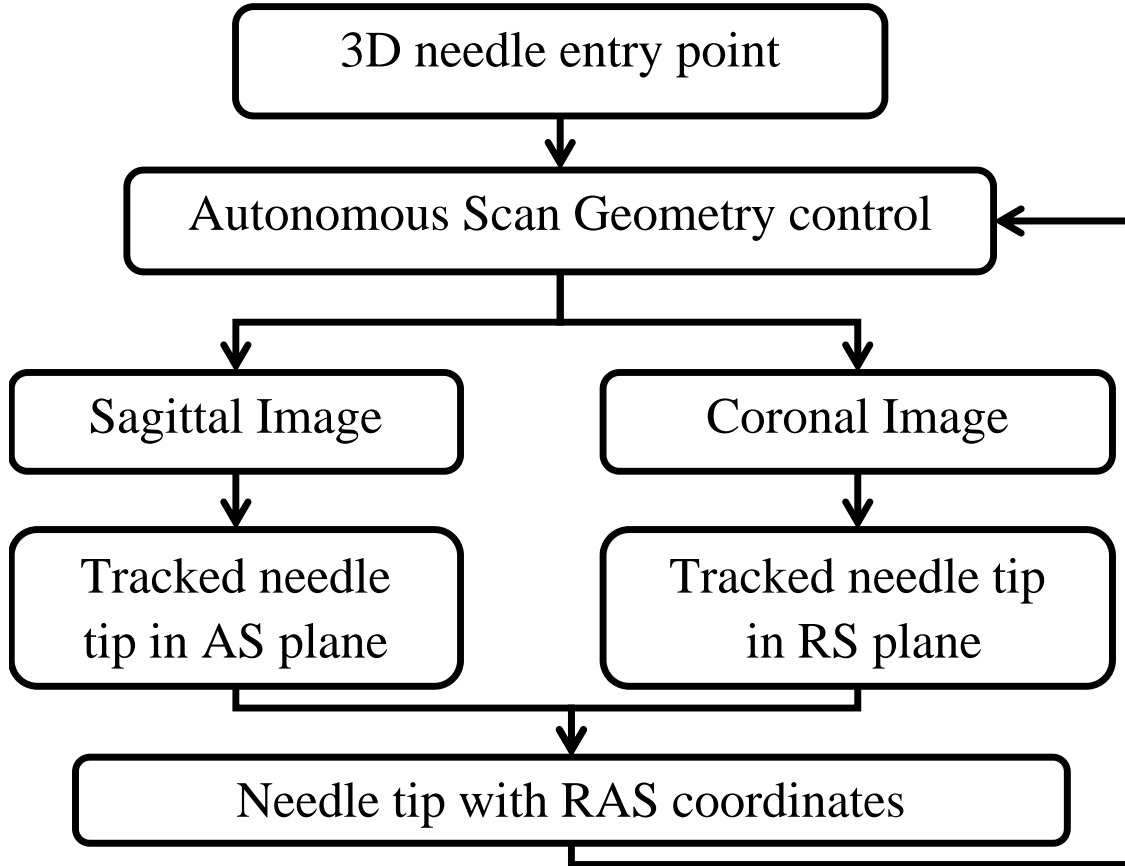 3D needle entry point
Autonomous Scan Geometry control
Sagittal Image
Coronal Image
Tracked needle
tip in AS plane
Tracked needle tip
in RS plane
Needle tip with RAS coordinates